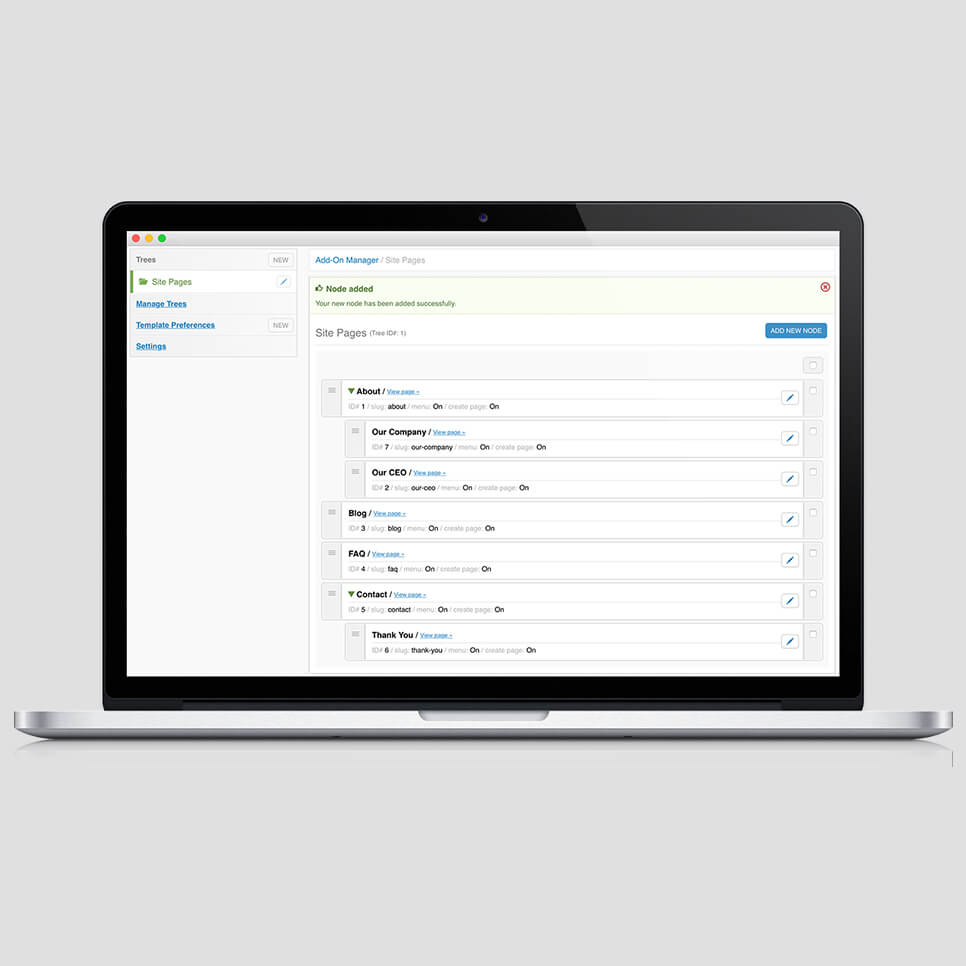 Trees NEW
Site Pages
Manage Trees
Template Preferences NEW
Settings
Add-On Manager / Site Pages
Node added
Your new node has been added successfully.
Site Pages (Tree ID#: 1)
ADD NEW NODE
About / View page »
ID# 1 / slug: about / menu: On / create page: On
Our Company / View page »
ID# 7 / slug: our-company / menu: On / create page: On
Our CEO / View page »
ID# 2 / slug: our-ceo / menu: On / create page: On
Blog / View page »
ID# 3 / slug: blog / menu: On / create page: On
FAQ / View page »
ID# 4 / slug: faq / menu: On / create page: On
Contact / View page »
ID# 5 / slug: contact / menu: On / create page: On
Thank You / View page »
ID# 6 / slug: thank-you / menu: On / create page: On